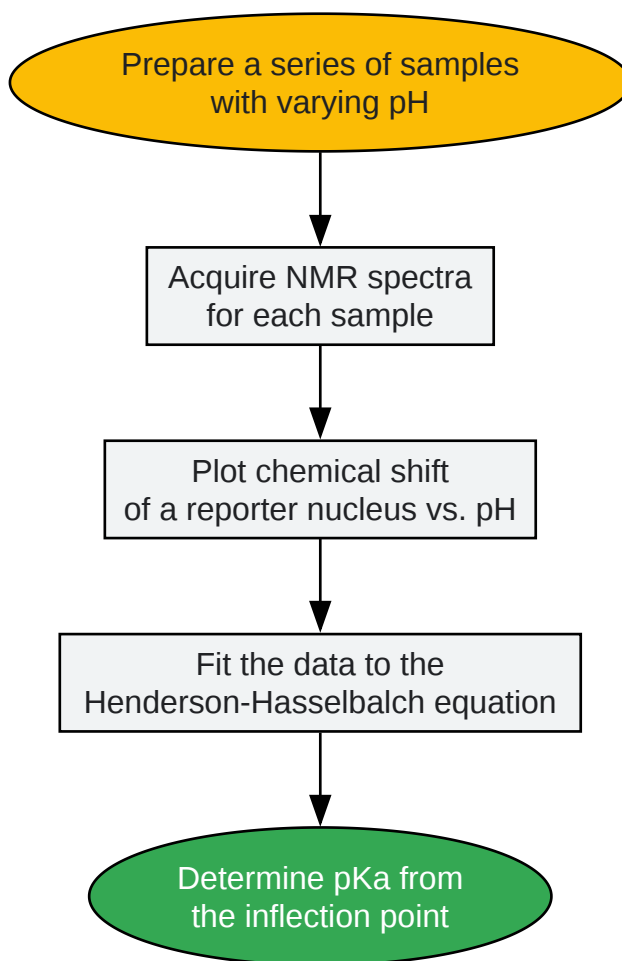 Prepare a series of samples
with varying pH
Acquire NMR spectra
for each sample
Plot chemical shift
of a reporter nucleus vs. pH
Fit the data to the
Henderson-Hasselbalch equation
Determine pKa from
the inflection point